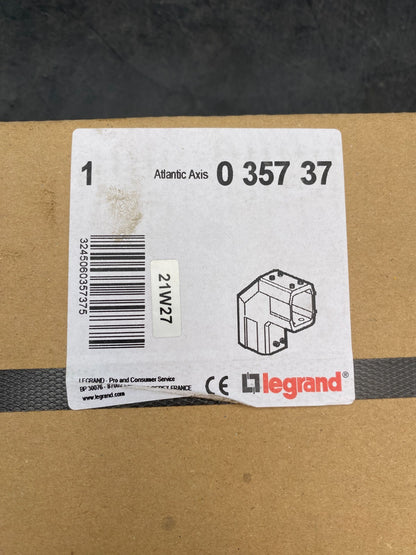 1 Atlantic Axis 0 357 37
3245060357375
21W27
LEGRAND - Pro and Consumer Service
BP 30076 -
FRANCE
www.legrand.com
CE legrand®